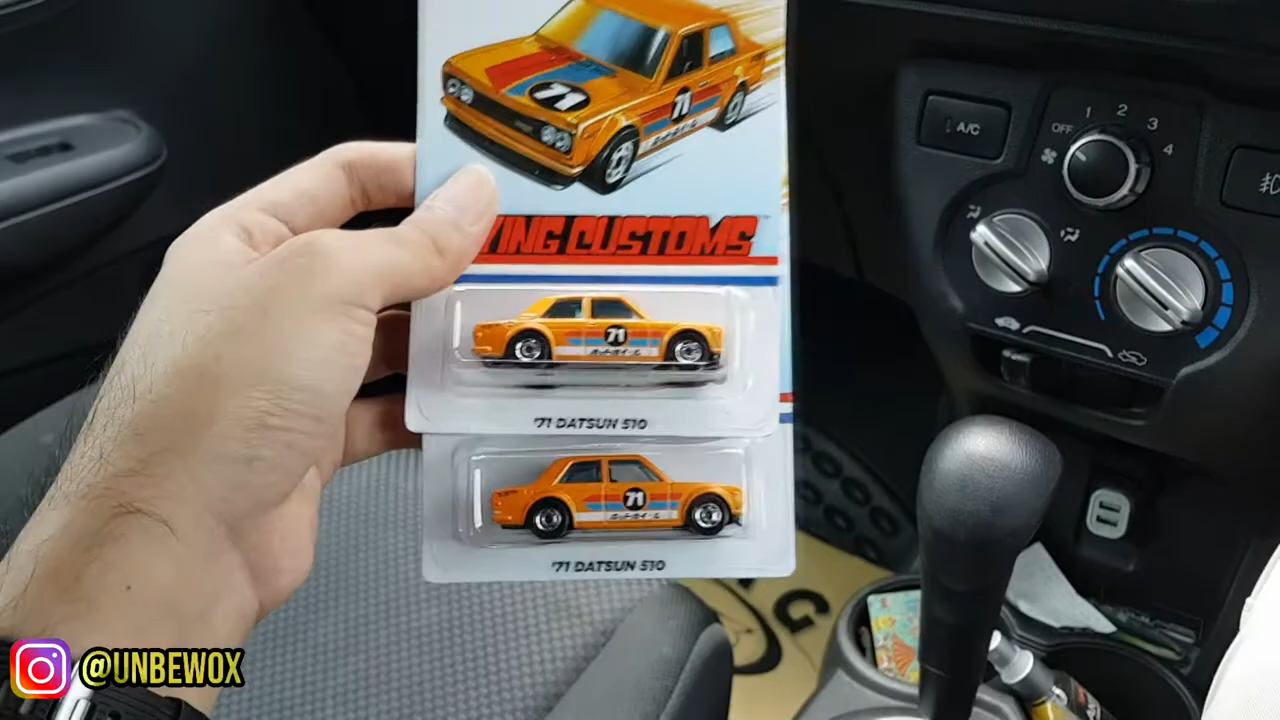 71
71
YING CUSTOMS
71
'71 DATSUN 510
71
'71 DATSUN 510
A/C
OFF 1 2 3 4
G
@UNBEWOX